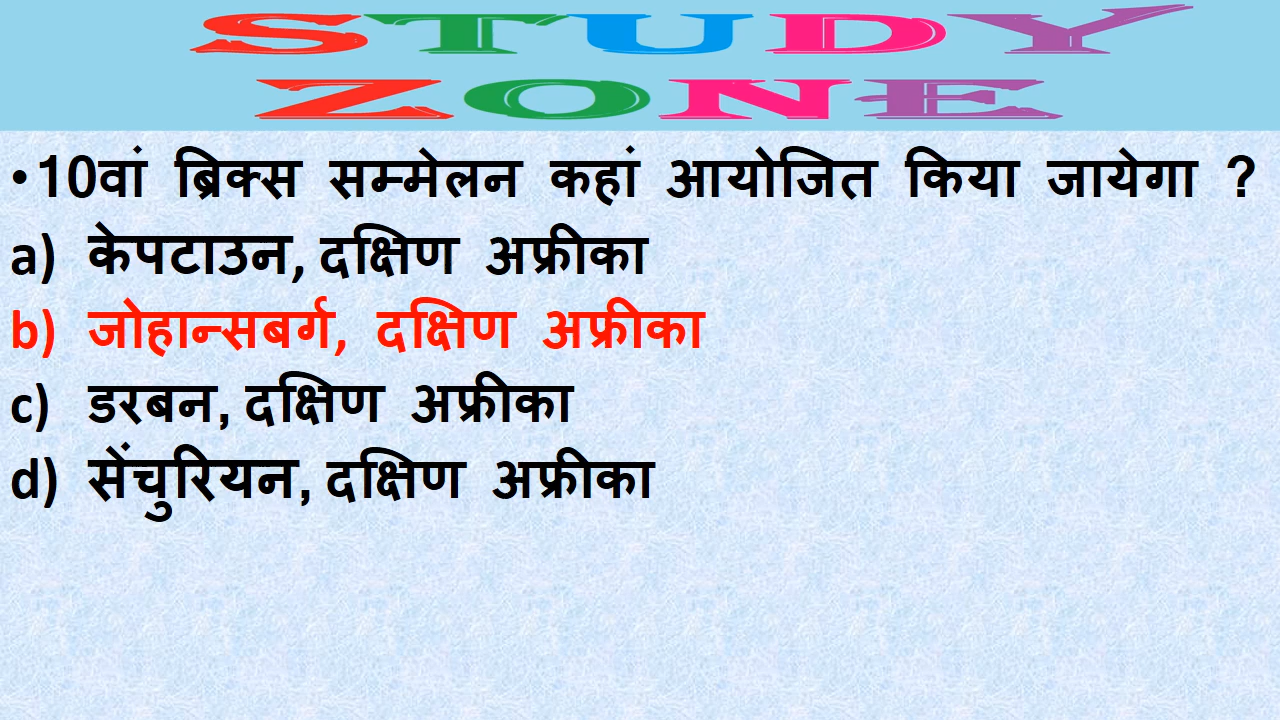 STUDY
ZONE
•10वां ब्रिक्स सम्मेलन कहां आयोजित किया जायेगा ?
a) केपटाउन, दक्षिण अफ्रीका
b) जोहान्सबर्ग, दक्षिण अफ्रीका
c) डरबन, दक्षिण अफ्रीका
d) सेंचुरियन, दक्षिण अफ्रीका